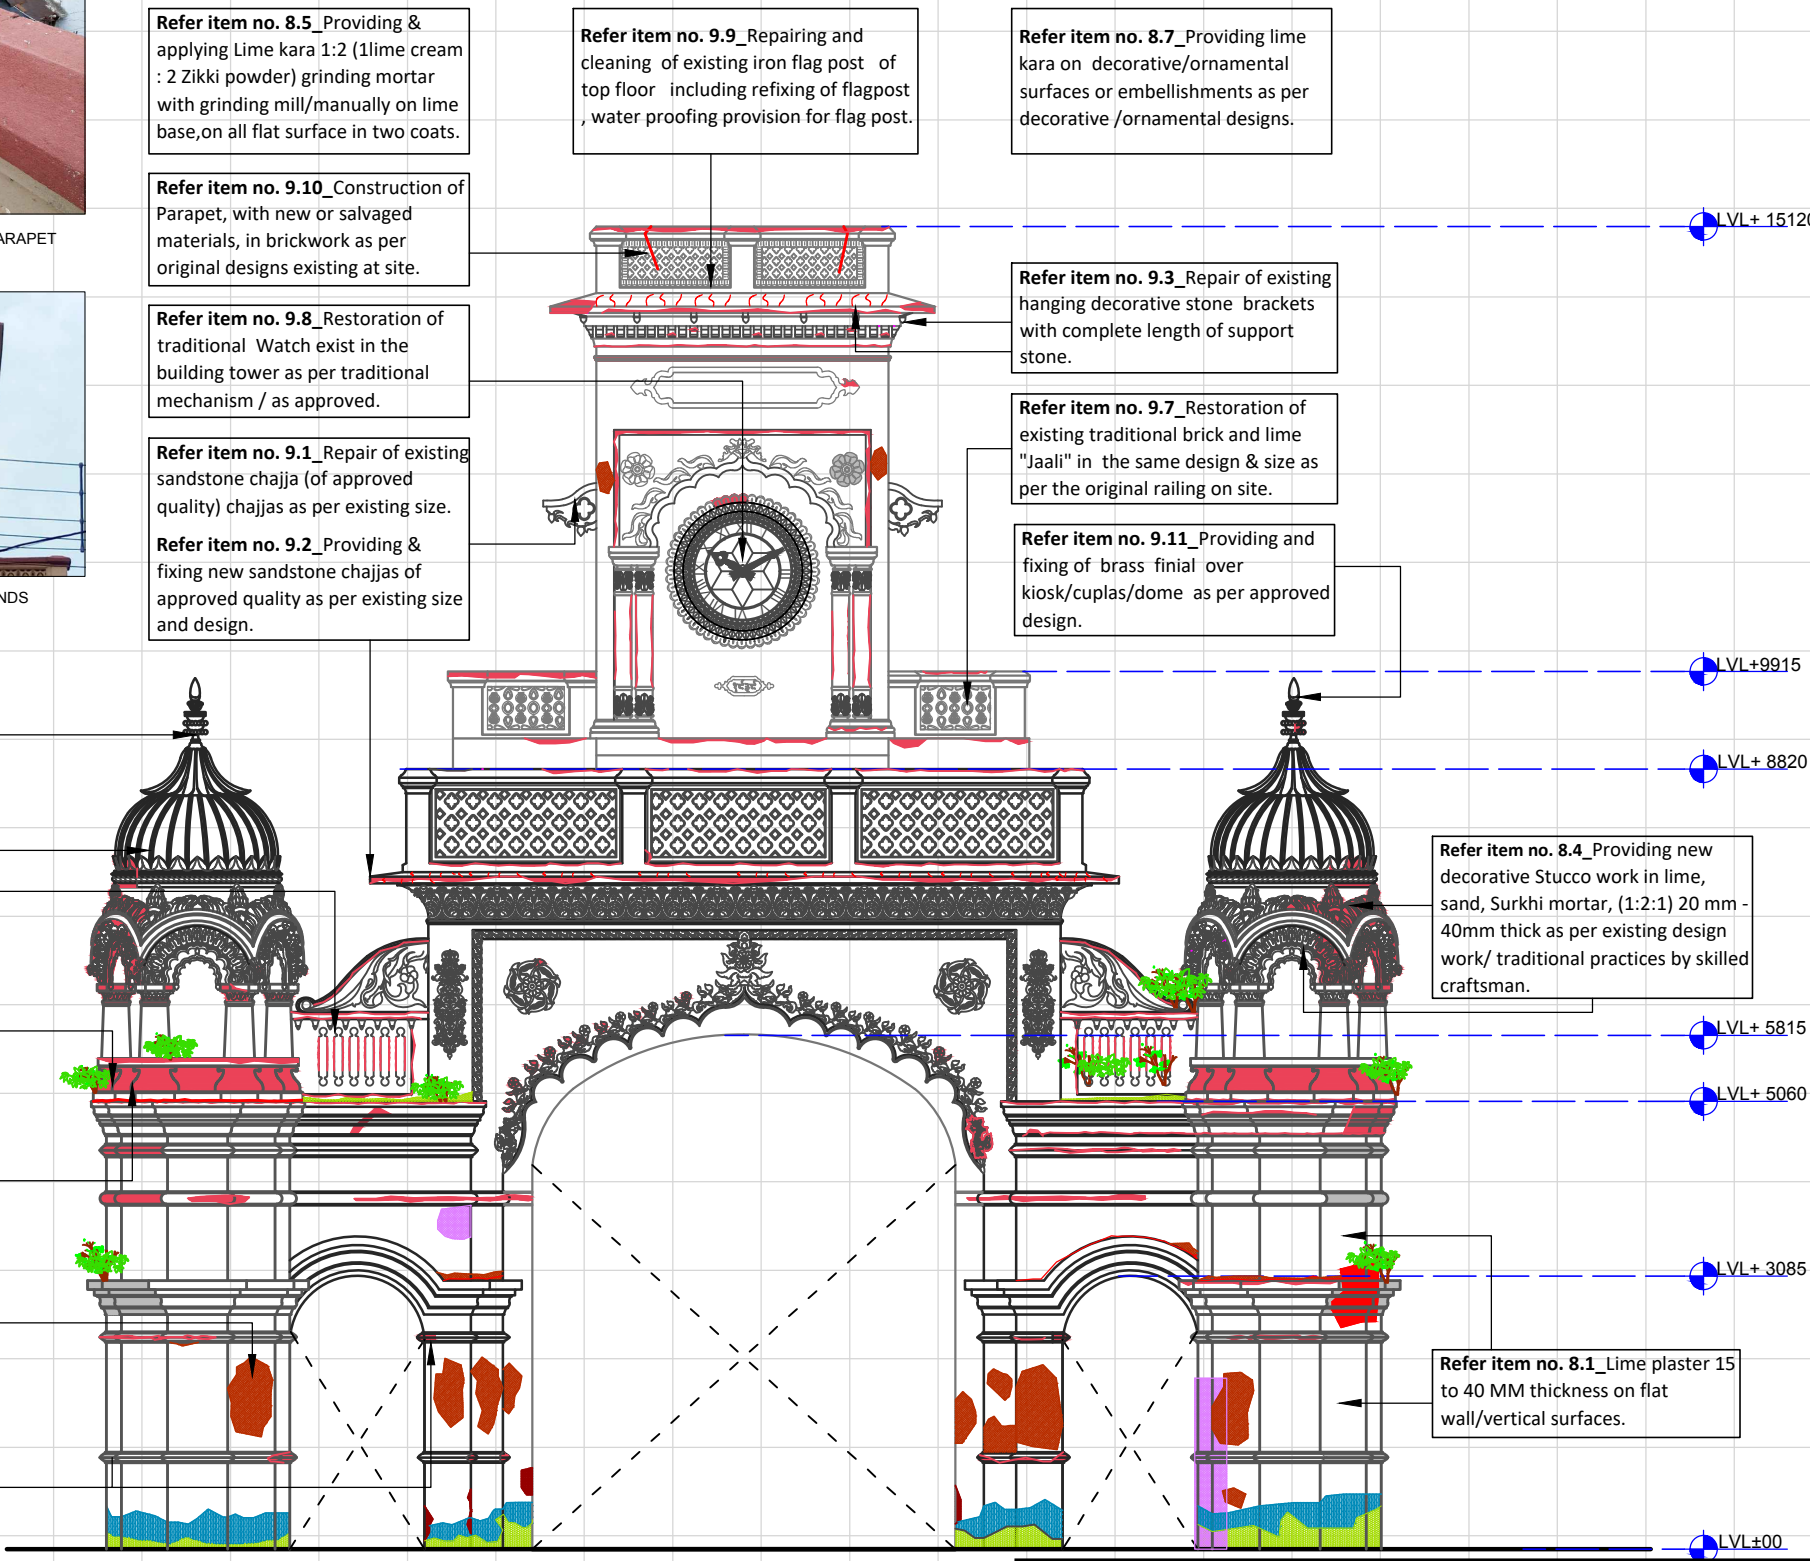 Refer item no. 8.5_Providing &
applying Lime kara 1:2 (1lime cream
: 2 Zikki powder) grinding mortar
with grinding mill/manually on lime
base,on all flat surface in two coats.
Refer item no. 9.9_Repairing and
cleaning of existing iron flag post of
top floor including refixing of flagpost
, water proofing provision for flag post.
Refer item no. 8.7_Providing lime
kara on decorative/ornamental
surfaces or embellishments as per
decorative /ornamental designs.
Refer item no. 9.10_Construction of
Parapet, with new or salvaged
materials, in brickwork as per
original designs existing at site.
ARAPET
LVL+ 15120
Refer item no. 9.3_Repair of existing
hanging decorative stone brackets
with complete length of support
stone.
Refer item no. 9.8_Restoration of
traditional Watch exist in the
building tower as per traditional
mechanism / as approved.
Refer item no. 9.7_Restoration of
existing traditional brick and lime
"Jaali" in the same design & size as
per the original railing on site.
Refer item no. 9.1_Repair of existing
sandstone chajja (of approved
quality) chajjas as per existing size.
Refer item no. 9.2_Providing &
fixing new sandstone chajjas of
approved quality as per existing size
and design.
Refer item no. 9.11_Providing and
fixing of brass finial over
kiosk/cuplas/dome as per approved
design.
NDS
LVL+9915
LVL+ 8820
Refer item no. 8.4_Providing new
decorative Stucco work in lime,
sand, Surkhi mortar, (1:2:1) 20 mm -
40mm thick as per existing design
work/ traditional practices by skilled
craftsman.
LVL+ 5815
LVL+ 5060
LVL+ 3085
Refer item no. 8.1_Lime plaster 15
to 40 MM thickness on flat
wall/vertical surfaces.
LVL±00